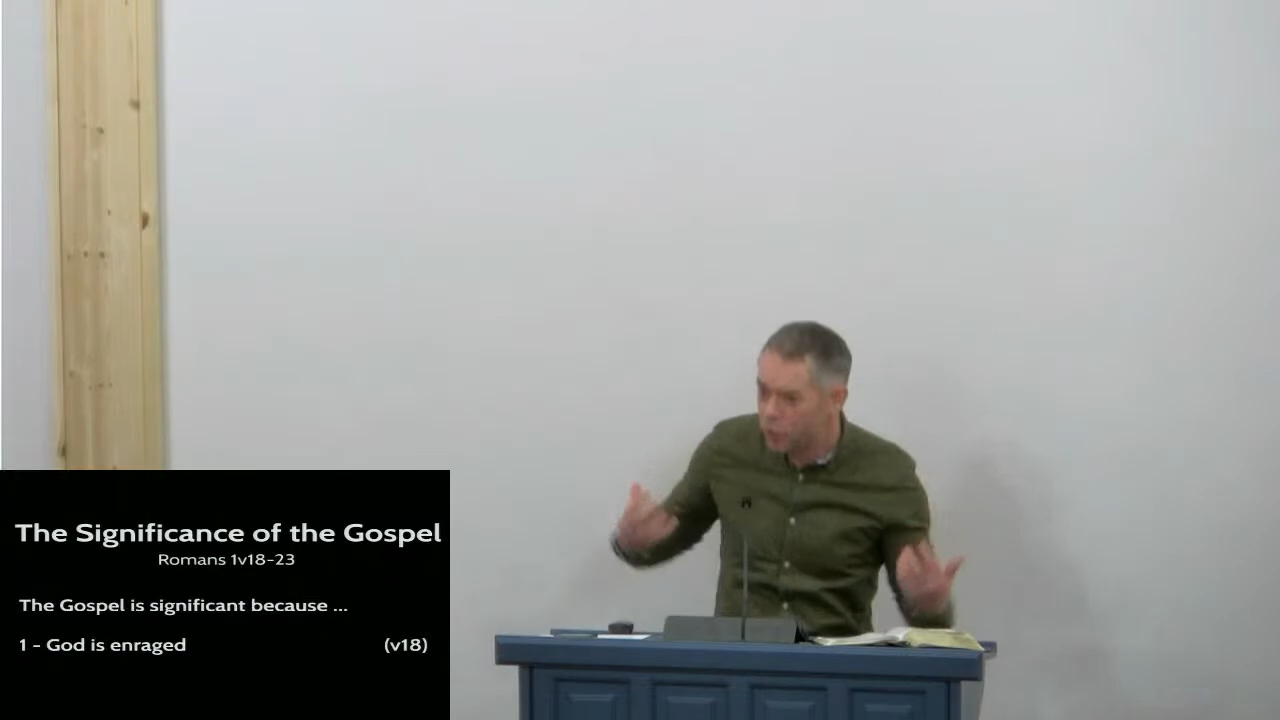 The Significance of the Gospel
Romans 1v18-23
The Gospel is significant because ...
1 - God is enraged (v18)